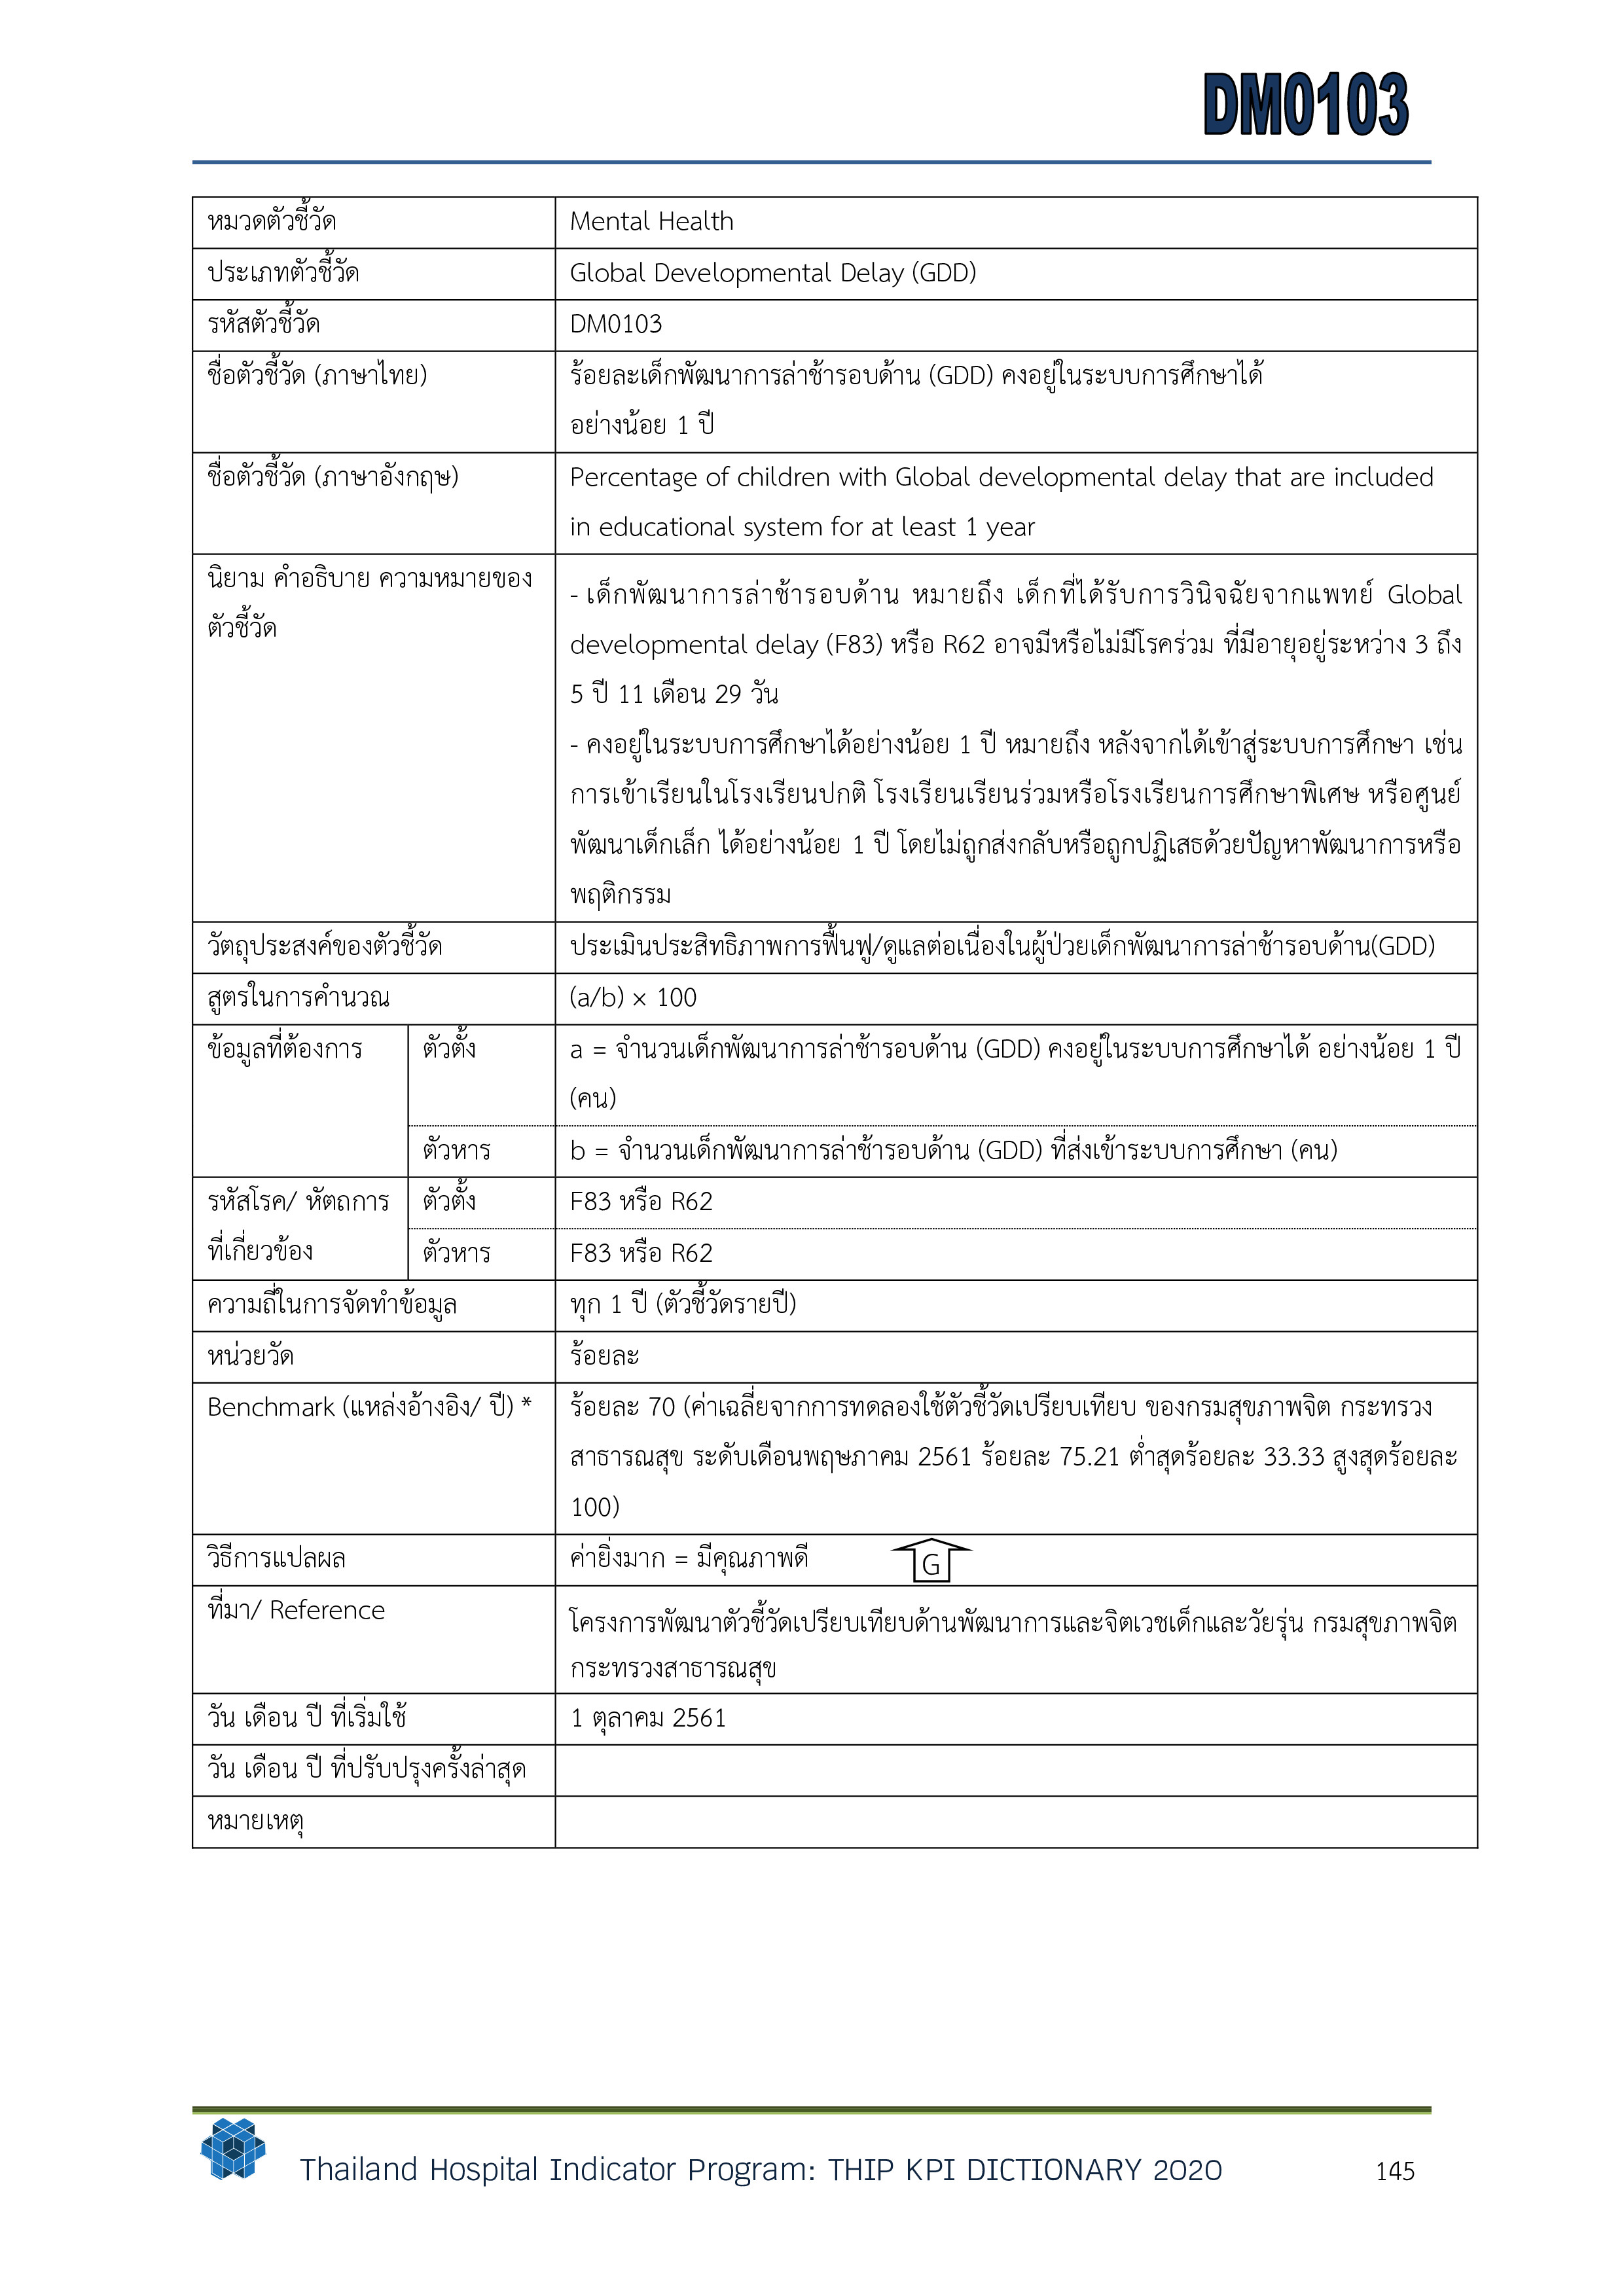 DM0103
หมวดตัวชี้วัด
Mental Health
ประเภทตัวชี้วัด
Global Developmental Delay (GDD)
รหัสตัวชี้วัด
DM0103
ชื่อตัวชี้วัด (ภาษาไทย)
ร้อยละเด็กพัฒนาการล่าช้ารอบด้าน (GDD) คงอยู่ในระบบการศึกษาได้
อย่างน้อย 1 ปี
ชื่อตัวชี้วัด (ภาษาอังกฤษ)
Percentage of children with Global developmental delay that are included
in educational system for at least 1 year
นิยาม คำอธิบาย ความหมายของ
ตัวชี้วัด
- เด็กพัฒนาการล่าช้ารอบด้าน หมายถึง เด็กที่ได้รับการวินิจฉัยจากแพทย์ Global
developmental delay (F83) หรือ R62 อาจมีหรือไม่มีโรคร่วม ที่มีอายุอยู่ระหว่าง 3 ถึง
5 ปี 11 เดือน 29 วัน
- คงอยู่ในระบบการศึกษาได้อย่างน้อย 1 ปี หมายถึง หลังจากได้เข้าสู่ระบบการศึกษา เช่น
การเข้าเรียนในโรงเรียนปกติ โรงเรียนเรียนร่วมหรือโรงเรียนการศึกษาพิเศษ หรือศูนย์
พัฒนาเด็กเล็ก ได้อย่างน้อย 1 ปี โดยไม่ถูกส่งกลับหรือถูกปฏิเสธด้วยปัญหาพัฒนาการหรือ
พฤติกรรม
วัตถุประสงค์ของตัวชี้วัด
ประเมินประสิทธิภาพการฟื้นฟู/ดูแลต่อเนื่องในผู้ป่วยเด็กพัฒนาการล่าช้ารอบด้าน(GDD)
สูตรในการคำนวณ
(a/b) × 100
ข้อมูลที่ต้องการ
ตัวตั้ง
a = จำนวนเด็กพัฒนาการล่าช้ารอบด้าน (GDD) คงอยู่ในระบบการศึกษาได้ อย่างน้อย 1 ปี
(คน)
ตัวหาร
b = จำนวนเด็กพัฒนาการล่าช้ารอบด้าน (GDD) ที่ส่งเข้าระบบการศึกษา (คน)
รหัสโรค/ หัตถการ
ที่เกี่ยวข้อง
ตัวตั้ง
F83 หรือ R62
ตัวหาร
F83 หรือ R62
ความถี่ในการจัดทำข้อมูล
ทุก 1 ปี (ตัวชี้วัดรายปี)
หน่วยวัด
ร้อยละ
Benchmark (แหล่งอ้างอิง/ ปี) *
ร้อยละ 70 (ค่าเฉลี่ยจากการทดลองใช้ตัวชี้วัดเปรียบเทียบ ของกรมสุขภาพจิต กระทรวง
สาธารณสุข ระดับเดือนพฤษภาคม 2561 ร้อยละ 75.21 ต่ำสุดร้อยละ 33.33 สูงสุดร้อยละ
100)
วิธีการแปลผล
ค่ายิ่งมาก = มีคุณภาพดี
G
ที่มา/ Reference
โครงการพัฒนาตัวชี้วัดเปรียบเทียบด้านพัฒนาการและจิตเวชเด็กและวัยรุ่น กรมสุขภาพจิต
กระทรวงสาธารณสุข
วัน เดือน ปี ที่เริ่มใช้
1 ตุลาคม 2561
วัน เดือน ปี ที่ปรับปรุงครั้งล่าสุด
หมายเหตุ
Thailand Hospital Indicator Program: THIP KPI DICTIONARY 2020
145